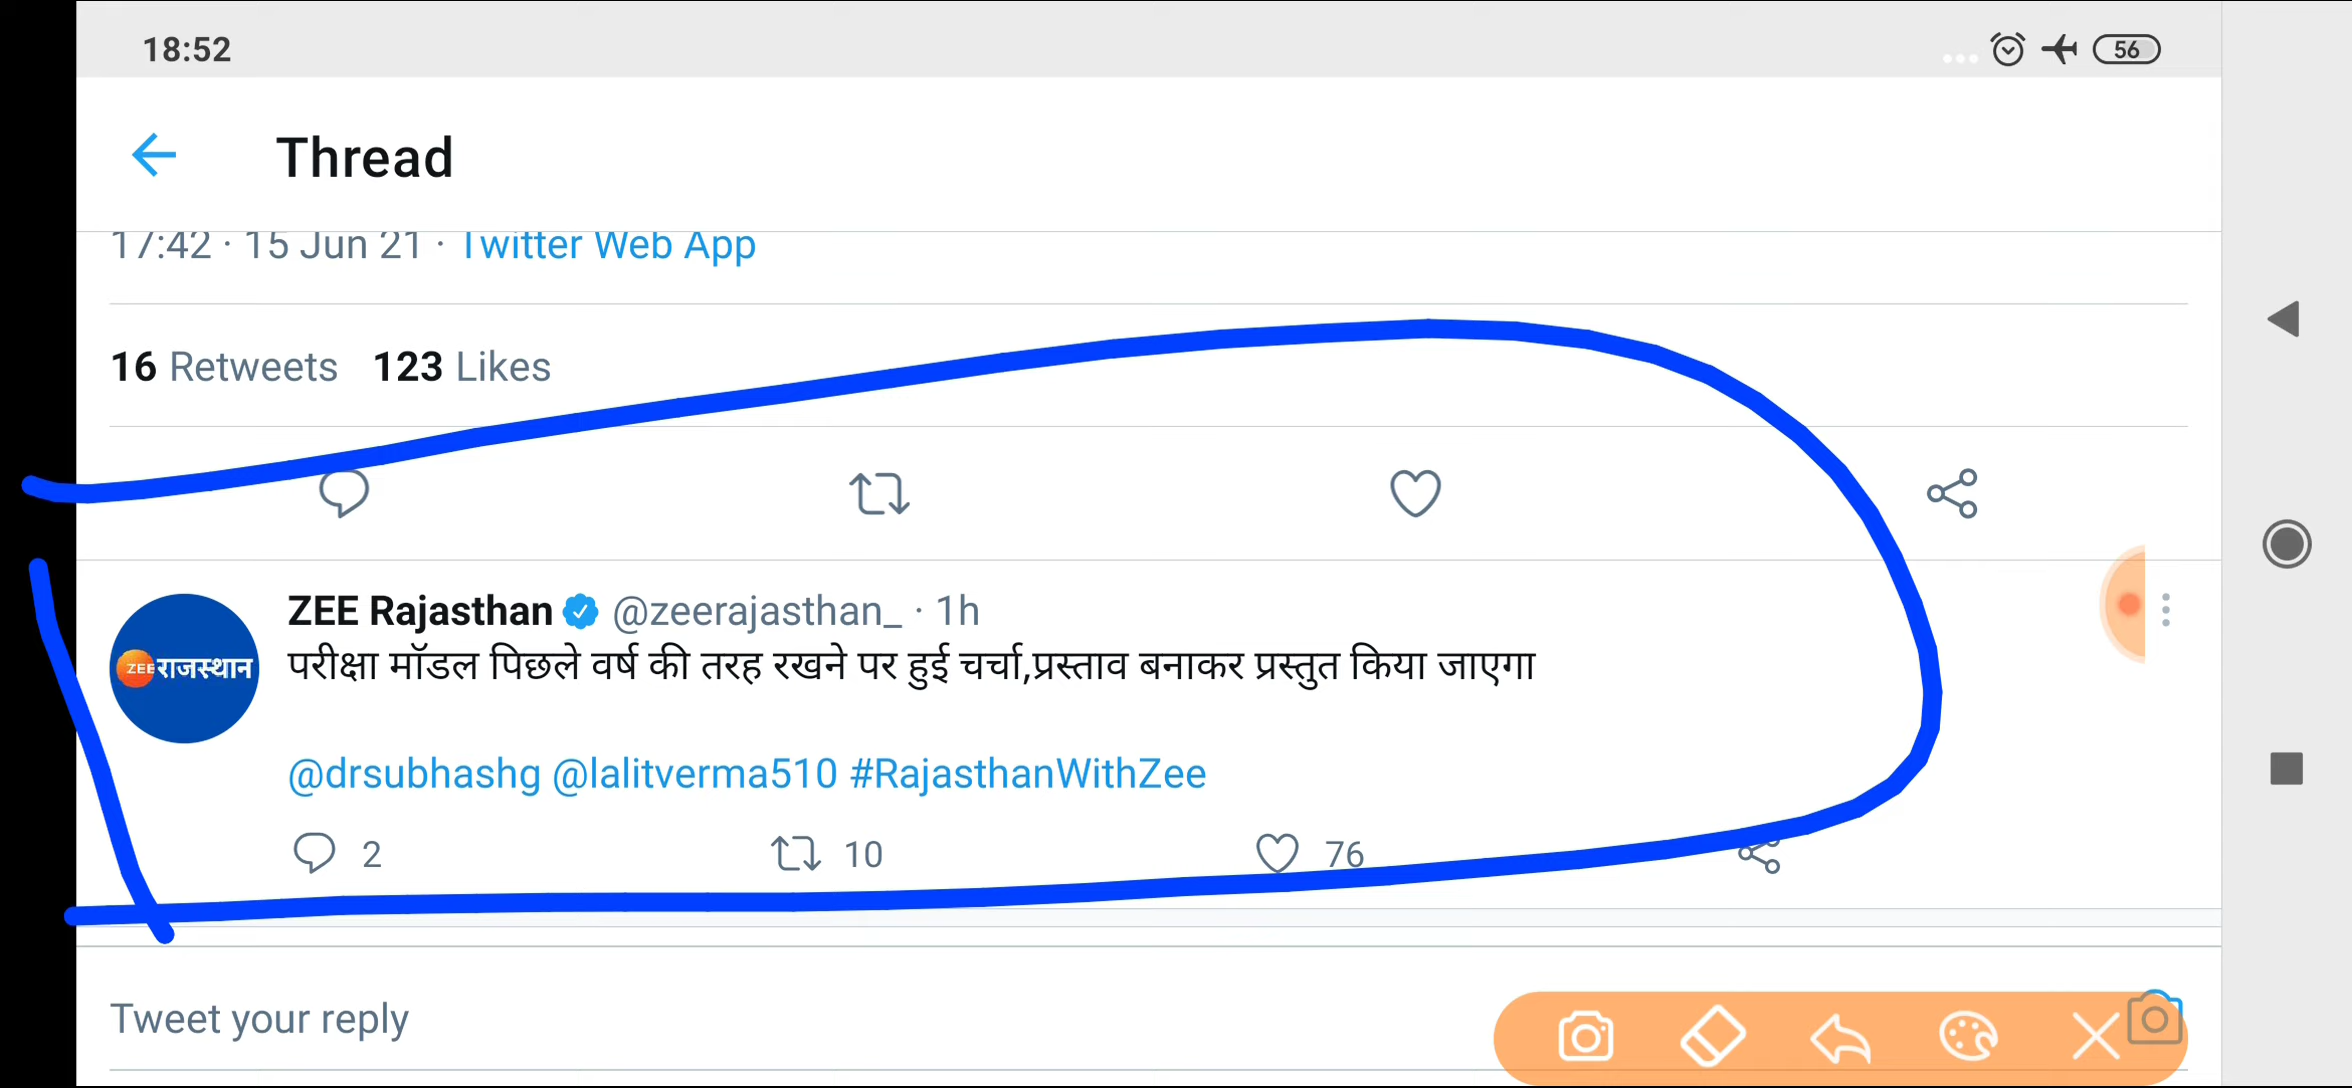 18:52
56
Thread
17:42 · 15 Jun 21 · Twitter Web App
16 Retweets 123 Likes
ZEE Rajasthan @zeerajasthan_ · 1h
ZEE राजस्थान
परीक्षा मॉडल पिछले वर्ष की तरह रखने पर हुई चर्चा,प्रस्ताव बनाकर प्रस्तुत किया जाएगा
@drsubhashg @lalitverma510 #RajasthanWithZee
2 10 76
Tweet your reply